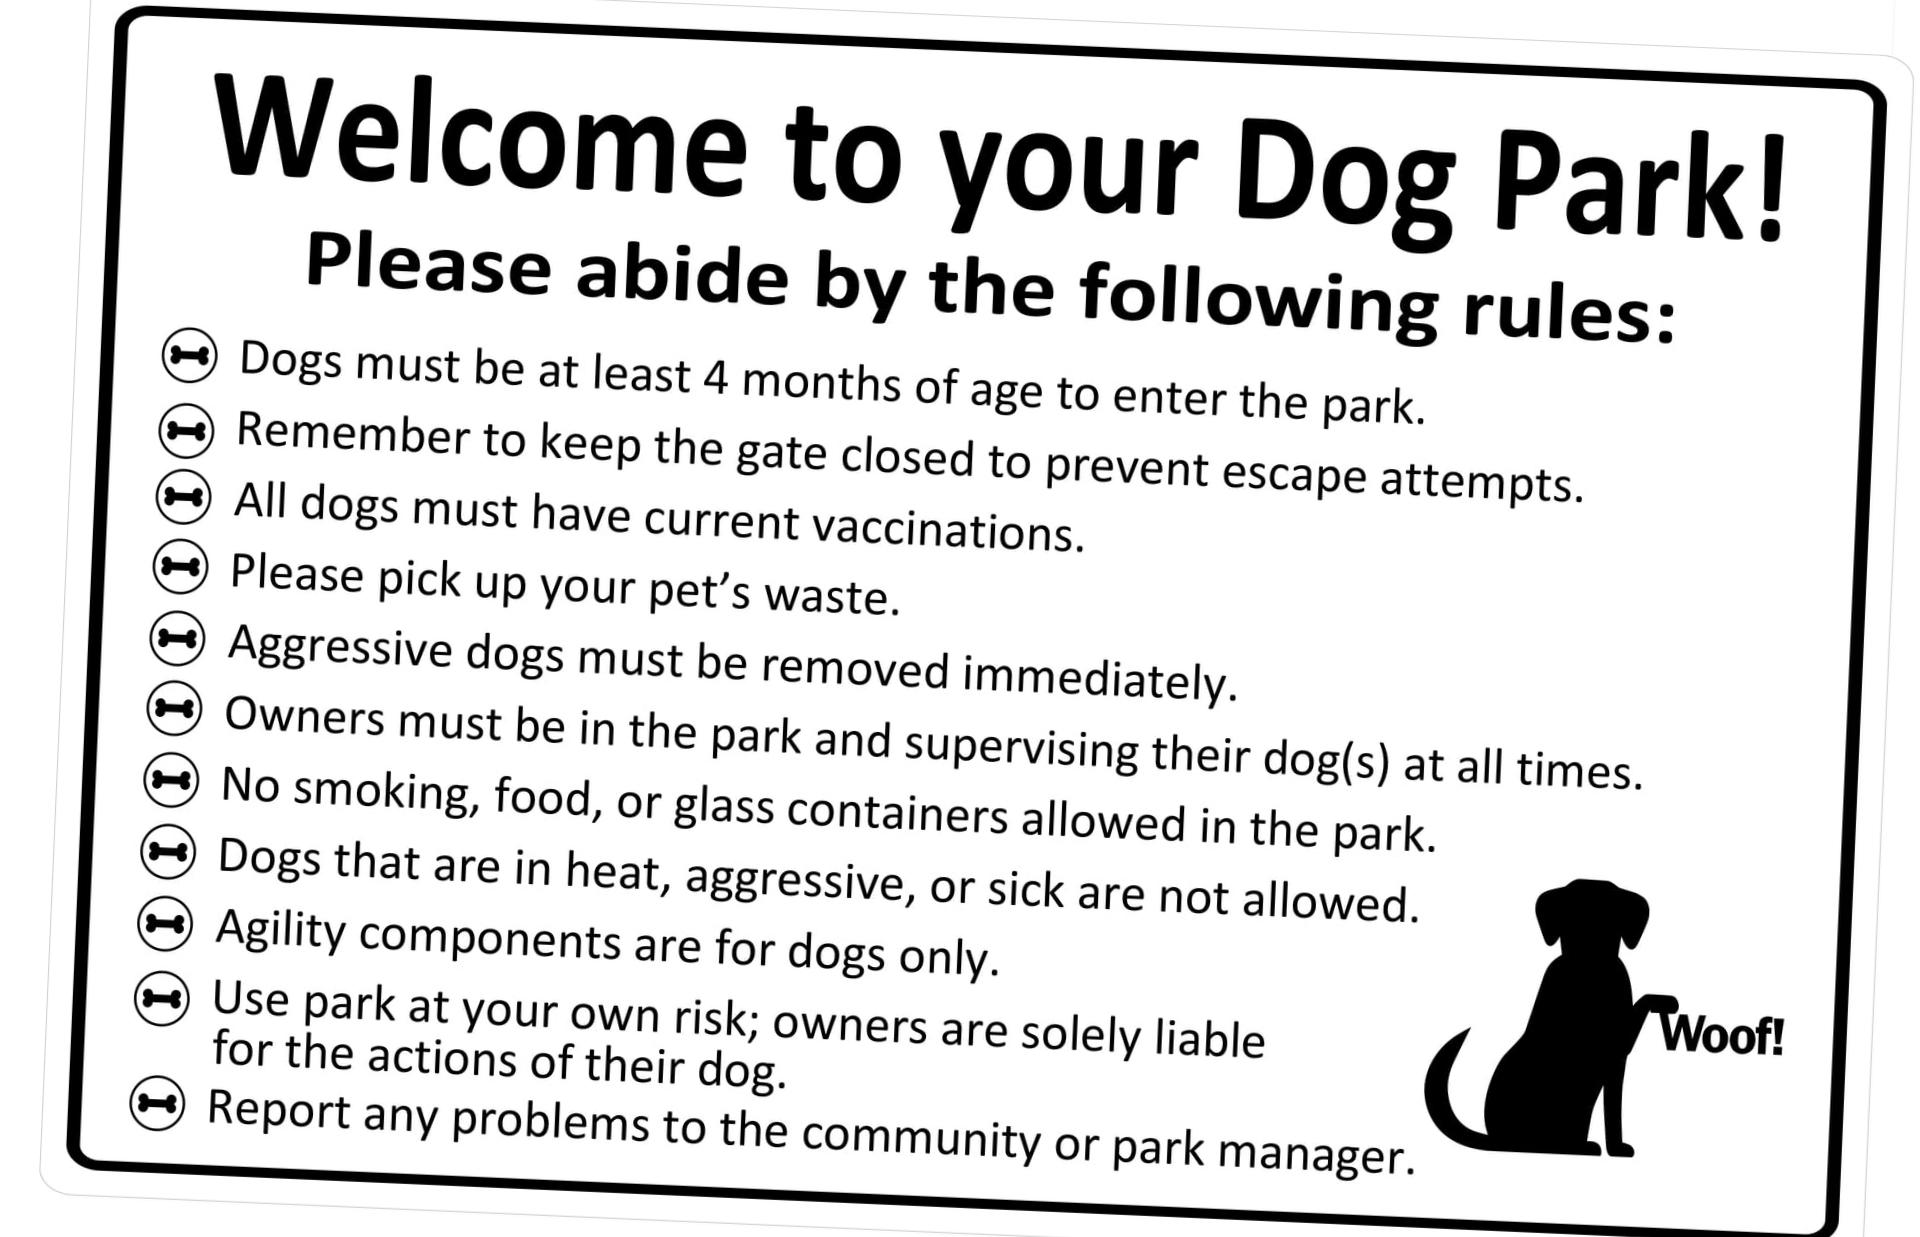 Welcome to your Dog Park!
Please abide by the following rules:
Dogs must be at least 4 months of age to enter the park.
Remember to keep the gate closed to prevent escape attempts.
All dogs must have current vaccinations.
Please pick up your pet’s waste.
Aggressive dogs must be removed immediately.
Owners must be in the park and supervising their dog(s) at all times.
No smoking, food, or glass containers allowed in the park.
Dogs that are in heat, aggressive, or sick are not allowed.
Agility components are for dogs only.
Use park at your own risk; owners are solely liable
for the actions of their dog.
Report any problems to the community or park manager.
Woof!